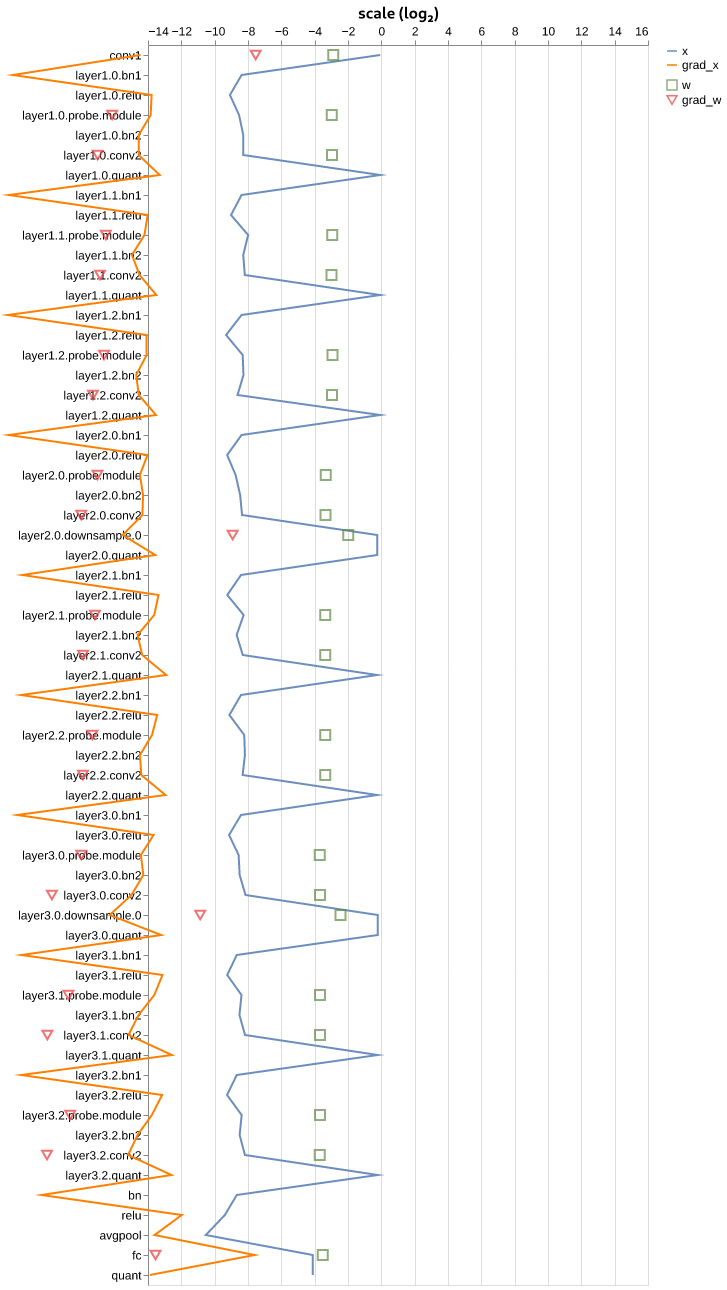 scale (log2)
−14 −12 −10 −8 −6 −4 −2 0 2 4 6 8 10 12 14 16
x
grad_x
w
grad_w
conv1
layer1.0.bn1
layer1.0.relu
layer1.0.probe.module
layer1.0.bn2
layer1.0.conv2
layer1.0.quant
layer1.1.bn1
layer1.1.relu
layer1.1.probe.module
layer1.1.bn2
layer1.1.conv2
layer1.1.quant
layer1.2.bn1
layer1.2.relu
layer1.2.probe.module
layer1.2.bn2
layer1.2.conv2
layer1.2.quant
layer2.0.bn1
layer2.0.relu
layer2.0.probe.module
layer2.0.bn2
layer2.0.conv2
layer2.0.downsample.0
layer2.0.quant
layer2.1.bn1
layer2.1.relu
layer2.1.probe.module
layer2.1.bn2
layer2.1.conv2
layer2.1.quant
layer2.2.bn1
layer2.2.relu
layer2.2.probe.module
layer2.2.bn2
layer2.2.conv2
layer2.2.quant
layer3.0.bn1
layer3.0.relu
layer3.0.probe.module
layer3.0.bn2
layer3.0.conv2
layer3.0.downsample.0
layer3.0.quant
layer3.1.bn1
layer3.1.relu
layer3.1.probe.module
layer3.1.bn2
layer3.1.conv2
layer3.1.quant
layer3.2.bn1
layer3.2.relu
layer3.2.probe.module
layer3.2.bn2
layer3.2.conv2
layer3.2.quant
bn
relu
avgpool
fc
quant